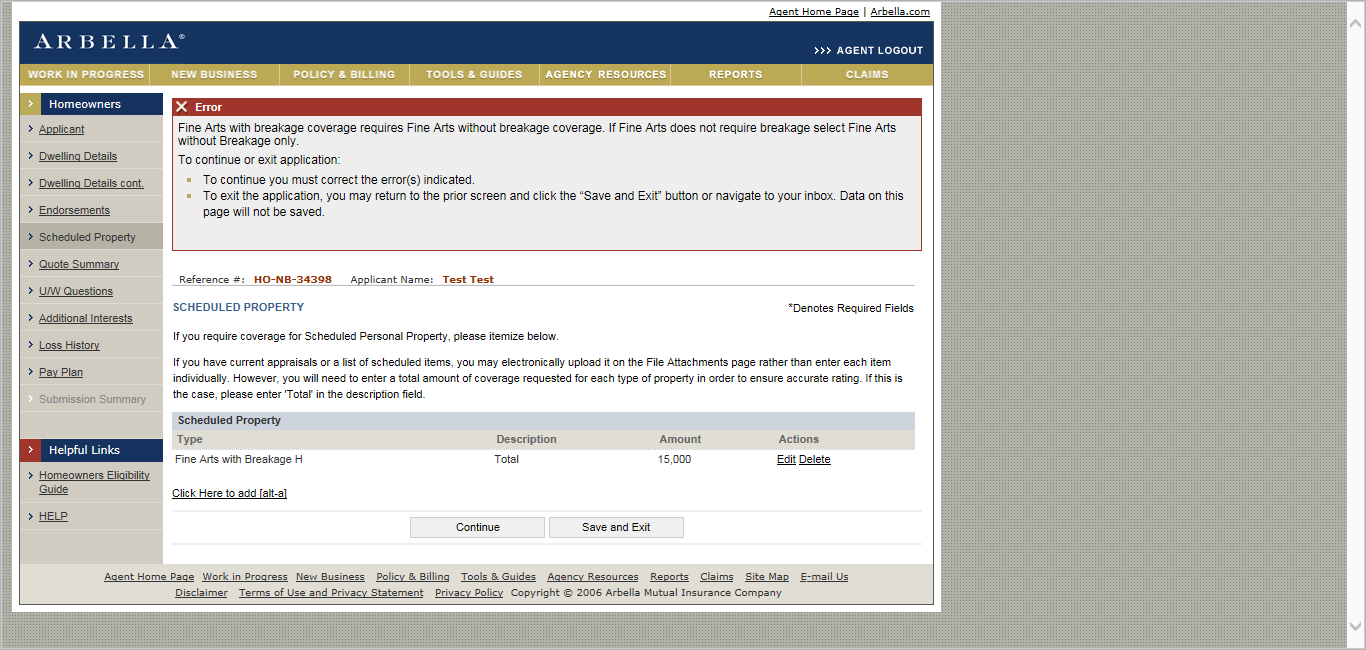 Agent Home Page | Arbella.com
ARBELLA®
>>> AGENT LOGOUT
WORK IN PROGRESS NEW BUSINESS POLICY & BILLING TOOLS & GUIDES AGENCY RESOURCES REPORTS CLAIMS
Homeowners
Applicant
Dwelling Details
Dwelling Details cont.
Endorsements
Scheduled Property
Quote Summary
U/W Questions
Additional Interests
Loss History
Pay Plan
Submission Summary
Helpful Links
Homeowners Eligibility
Guide
HELP
Error
Fine Arts with breakage coverage requires Fine Arts without breakage coverage. If Fine Arts does not require breakage select Fine Arts
without Breakage only.
To continue or exit application:
To continue you must correct the error(s) indicated.
To exit the application, you may return to the prior screen and click the “Save and Exit” button or navigate to your inbox. Data on this
page will not be saved.
Reference #: HO-NB-34398 Applicant Name: Test Test
SCHEDULED PROPERTY
*Denotes Required Fields
If you require coverage for Scheduled Personal Property, please itemize below.
If you have current appraisals or a list of scheduled items, you may electronically upload it on the File Attachments page rather than enter each item
individually. However, you will need to enter a total amount of coverage requested for each type of property in order to ensure accurate rating. If this is
the case, please enter 'Total' in the description field.
Scheduled Property
Type Description Amount Actions
Fine Arts with Breakage H Total 15,000 Edit Delete
Click Here to add [alt-a]
Continue Save and Exit
Agent Home Page Work in Progress New Business Policy & Billing Tools & Guides Agency Resources Reports Claims Site Map E-mail Us
Disclaimer Terms of Use and Privacy Statement Privacy Policy Copyright © 2006 Arbella Mutual Insurance Company